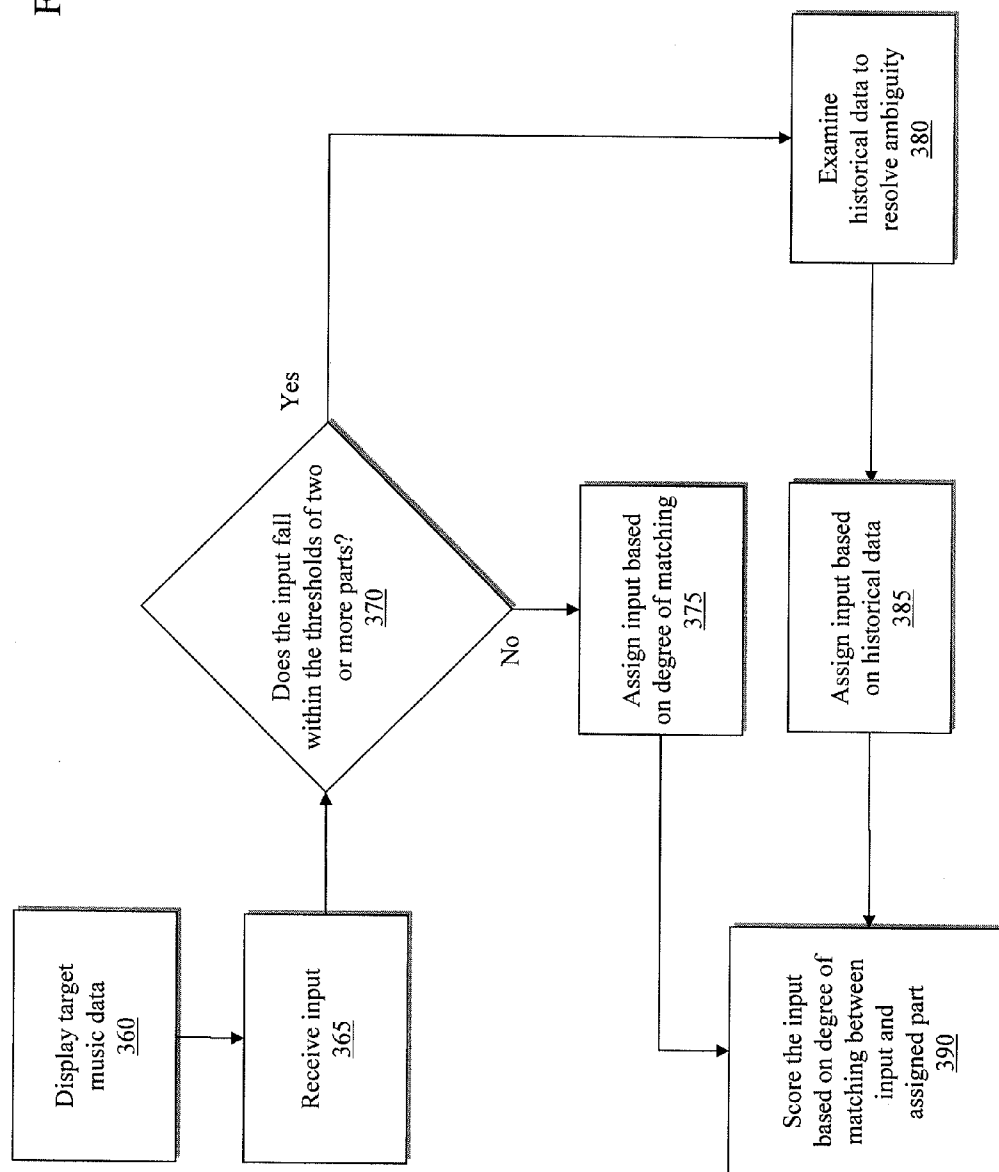 F
Display target
music data
360
Receive input
365
Does the input fall
within the thresholds of two
or more parts?
370
Yes
No
Assign input based
on degree of matching
375
Examine
historical data to
resolve ambiguity
380
Assign input based
on historical data
385
Score the input
based on degree of
matching between
input and
assigned part
390